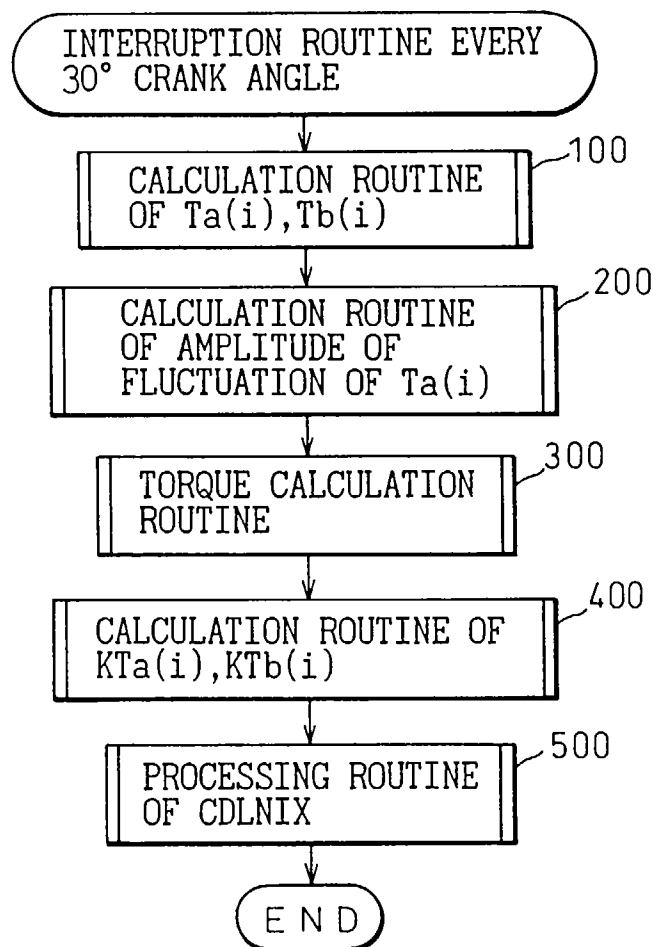 INTERRUPTION ROUTINE EVERY
30° CRANK ANGLE
100
CALCULATION ROUTINE
OF Ta(i),Tb(i)
200
CALCULATION ROUTINE
OF AMPLITUDE OF
FLUCTUATION OF Ta(i)
300
TORQUE CALCULATION
ROUTINE
400
CALCULATION ROUTINE OF
KTa(i),KTb(i)
500
PROCESSING ROUTINE
OF CDLNIX
END